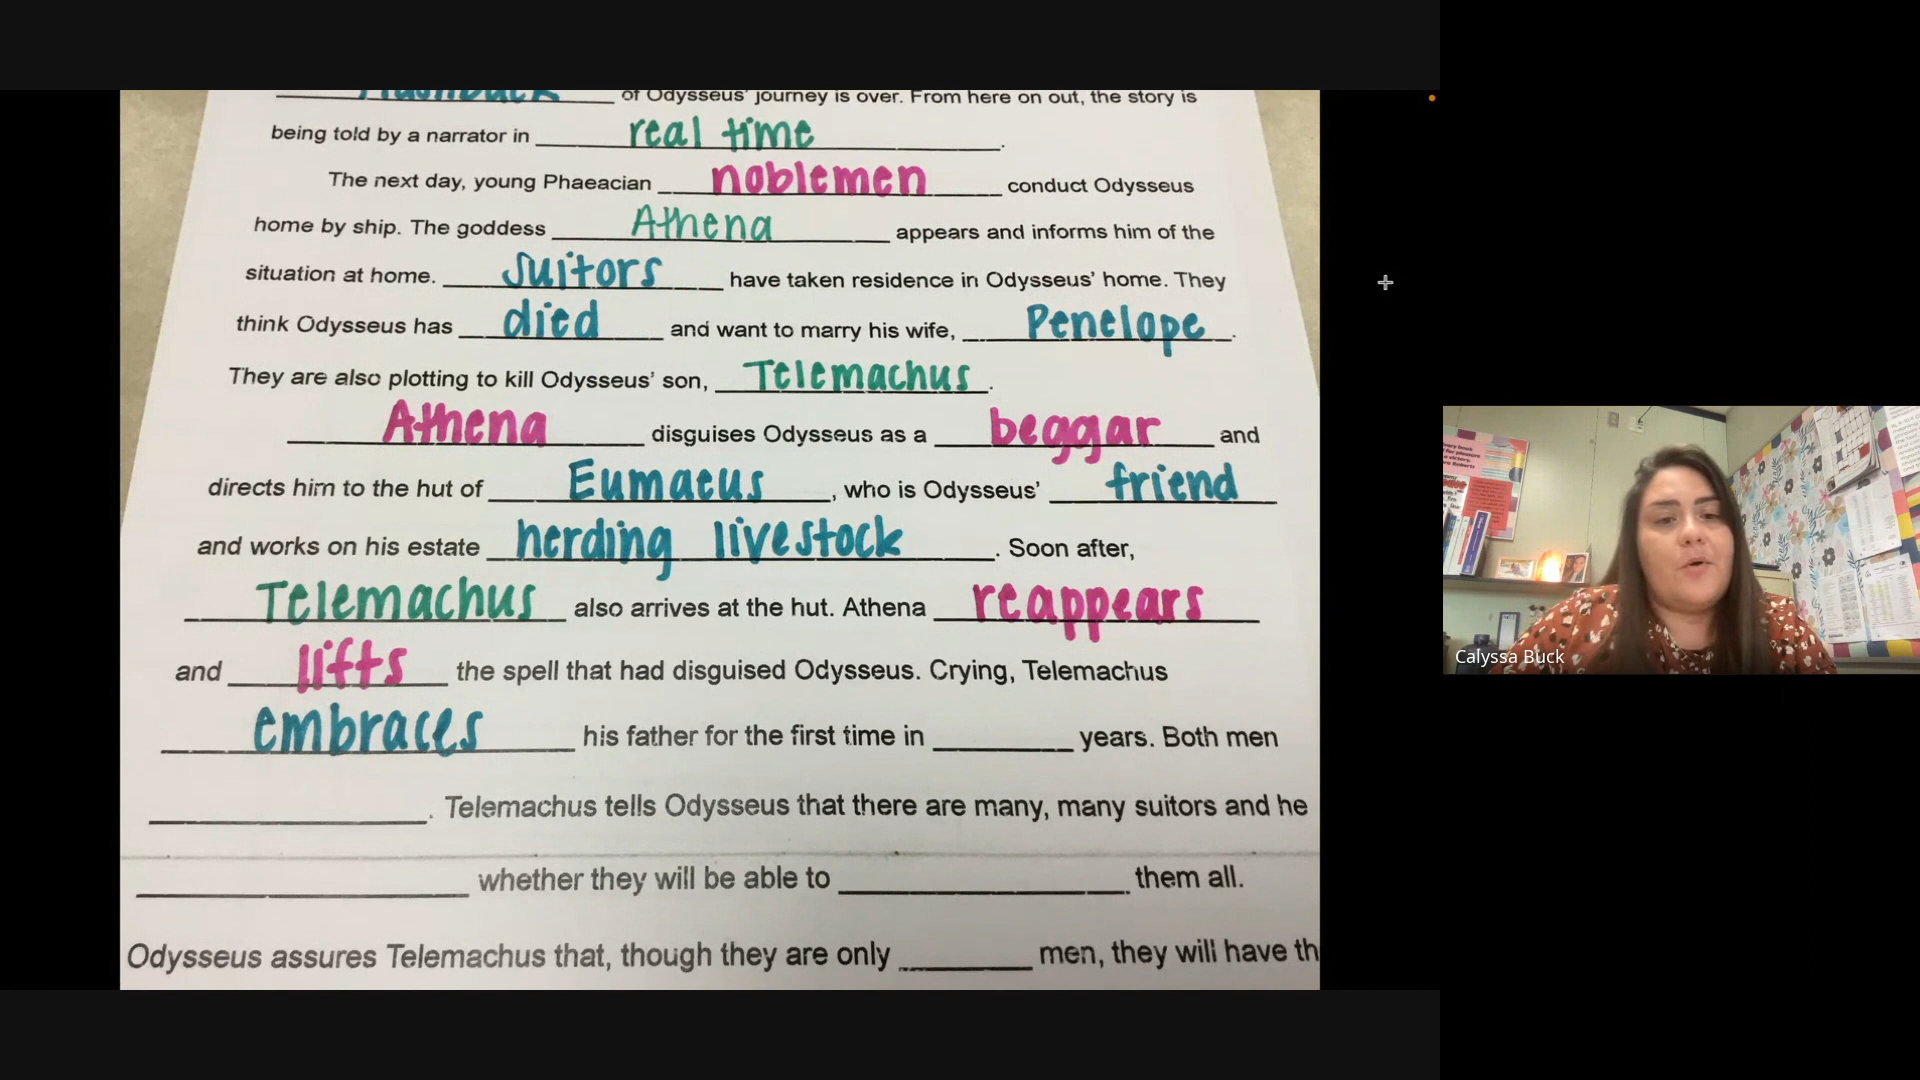 flashback of Odysseus' journey is over. From here on out, the story is
being told by a narrator in real time.
The next day, young Phaeacian noblemen conduct Odysseus
home by ship. The goddess Athena appears and informs him of the
situation at home. Suitors have taken residence in Odysseus' home. They
think Odysseus has died and want to marry his wife, Penelope.
They are also plotting to kill Odysseus' son, Telemachus.
Athena disguises Odysseus as a beggar and
directs him to the hut of Eumaeus, who is Odysseus' friend
and works on his estate herding livestock. Soon after,
Telemachus also arrives at the hut. Athena reappears
and lifts the spell that had disguised Odysseus. Crying, Telemachus
embraces his father for the first time in ______ years. Both men
______. Telemachus tells Odysseus that there are many, many suitors and he
______ whether they will be able to ______ them all.
Odysseus assures Telemachus that, though they are only ______ men, they will have th
Calyssa Buck